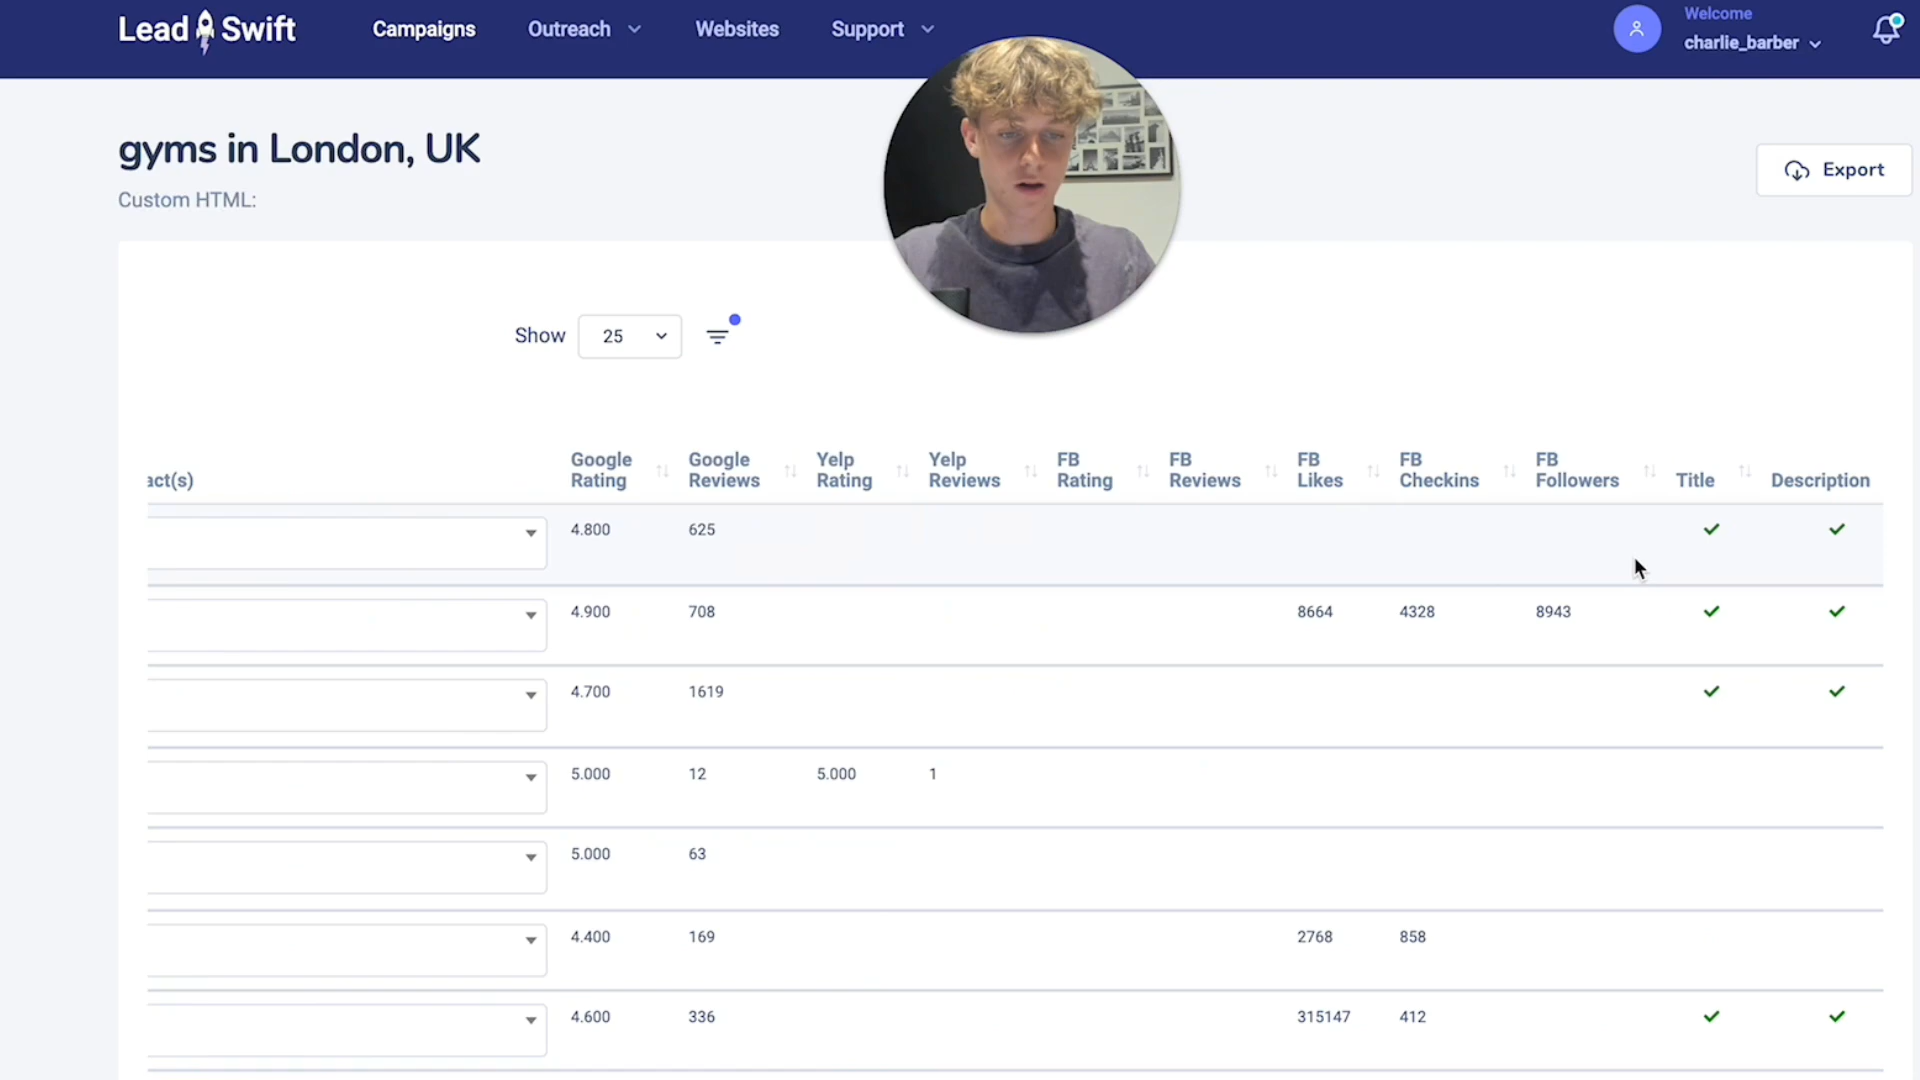 Lead Swift
Campaigns
Outreach
Websites
Support
Welcome
charlie_barber
gyms in London, UK
Export
Custom HTML:
Show 25
act(s) Google Rating Google Reviews Yelp Rating Yelp Reviews FB Rating FB Reviews FB Likes FB Checkins FB Followers Title Description
4.800 625
4.900 708 8664 4328 8943
4.700 1619
5.000 12 5.000 1
5.000 63
4.400 169 2768 858
4.600 336 315147 412